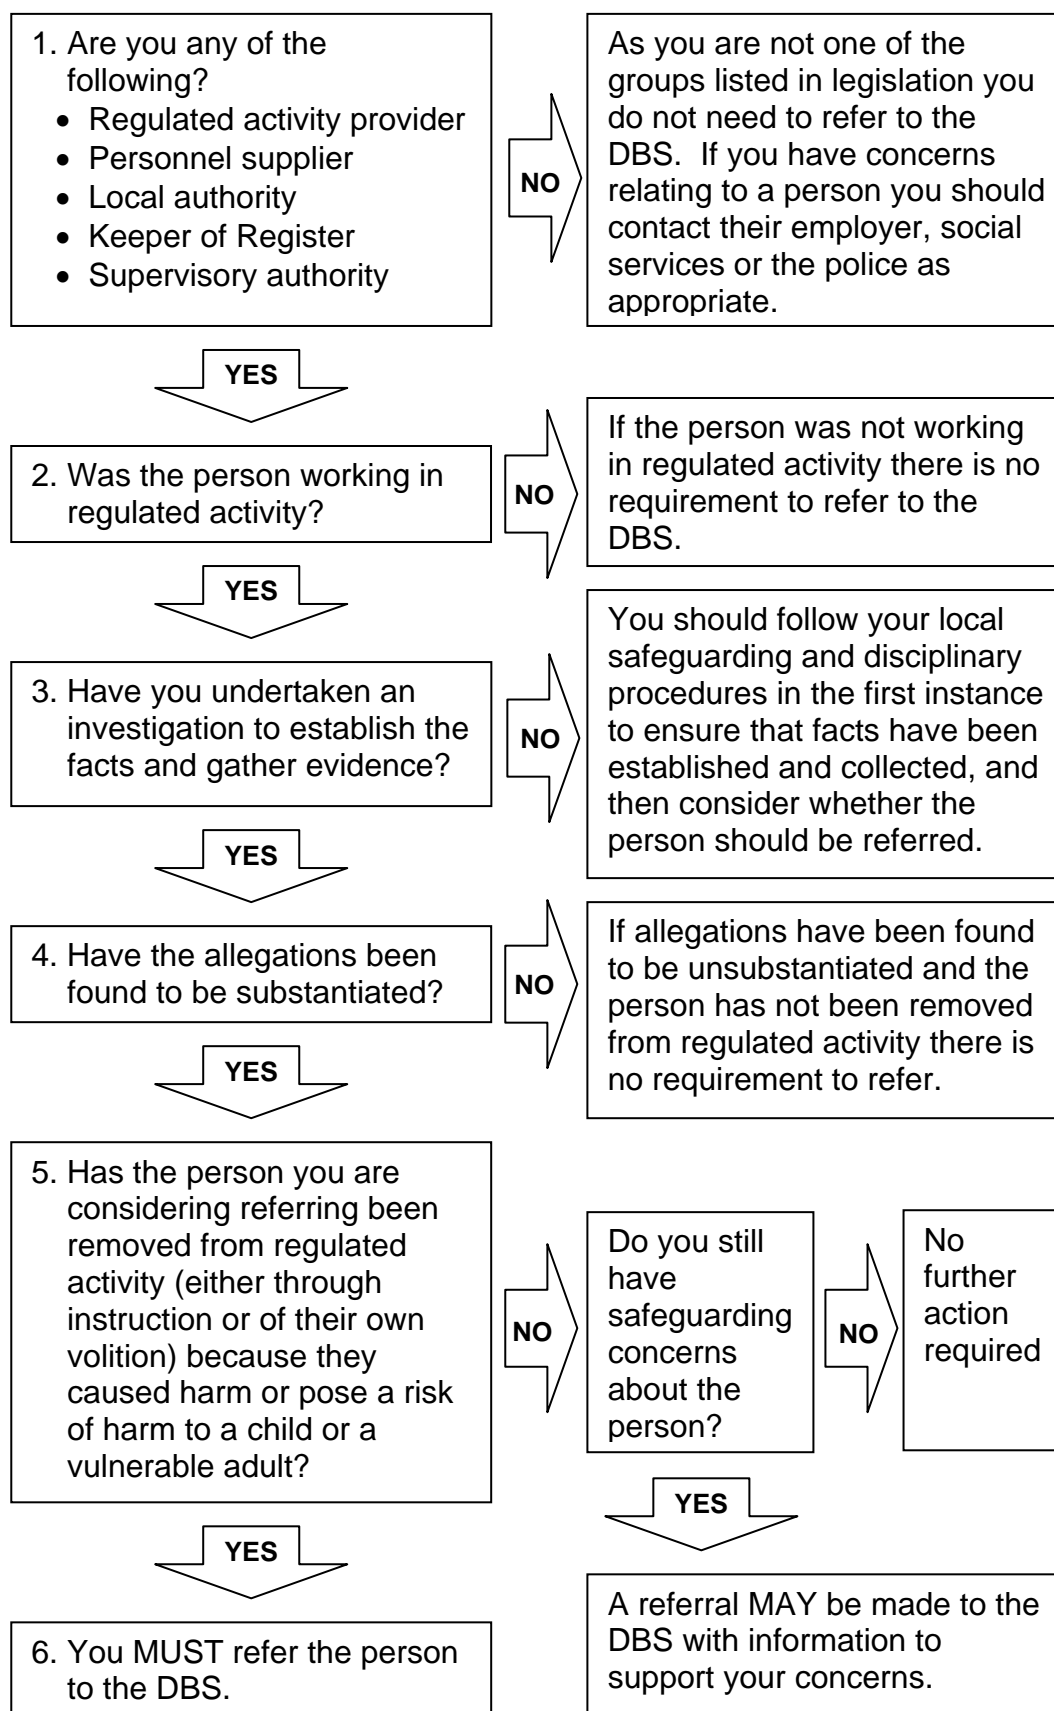 1. Are you any of the
following?
• Regulated activity provider
• Personnel supplier
• Local authority
• Keeper of Register
• Supervisory authority
NO
As you are not one of the
groups listed in legislation you
do not need to refer to the
DBS.  If you have concerns
relating to a person you should
contact their employer, social
services or the police as
appropriate.
YES
2. Was the person working in
regulated activity?
NO
If the person was not working
in regulated activity there is no
requirement to refer to the
DBS.
YES
3. Have you undertaken an
investigation to establish the
facts and gather evidence?
NO
You should follow your local
safeguarding and disciplinary
procedures in the first instance
to ensure that facts have been
established and collected, and
then consider whether the
person should be referred.
YES
4. Have the allegations been
found to be substantiated?
NO
If allegations have been found
to be unsubstantiated and the
person has not been removed
from regulated activity there is
no requirement to refer.
YES
5. Has the person you are
considering referring been
removed from regulated
activity (either through
instruction or of their own
volition) because they
caused harm or pose a risk
of harm to a child or a
vulnerable adult?
NO
Do you still
have
safeguarding
concerns
about the
person?
NO
No
further
action
required
YES
YES
6. You MUST refer the person
to the DBS.
A referral MAY be made to the
DBS with information to
support your concerns.